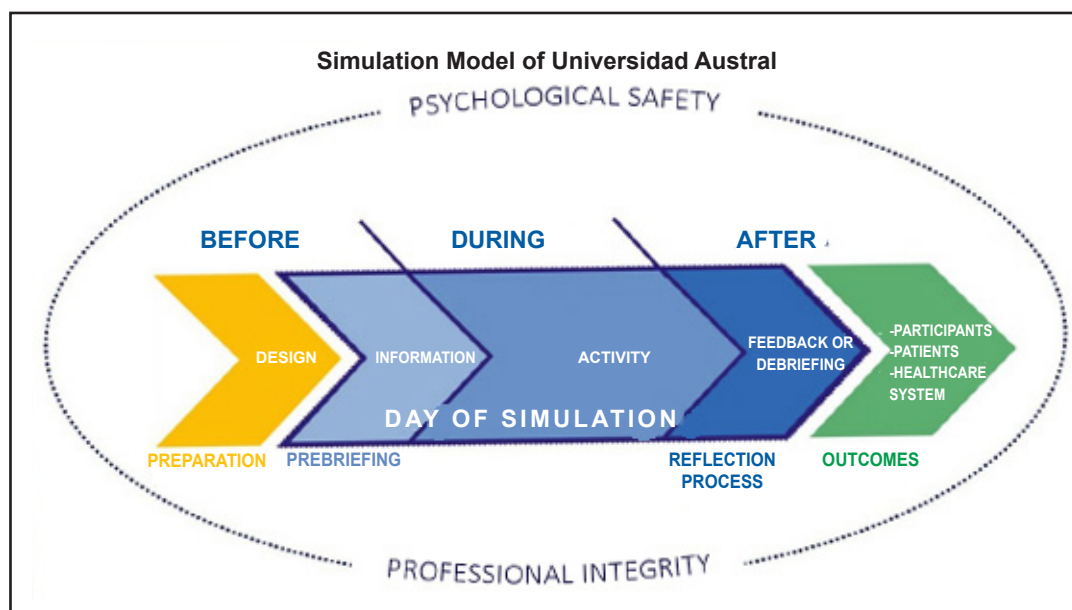 Simulation Model of Universidad Austral
PSYCHOLOGICAL SAFETY
BEFORE
DURING
AFTER
DESIGN
INFORMATION
ACTIVITY
FEEDBACK OR
DEBRIEFING
-PARTICIPANTS
-PATIENTS
-HEALTHCARE
SYSTEM
DAY OF SIMULATION
PREPARATION
PREBRIEFING
REFLECTION
PROCESS
OUTCOMES
PROFESSIONAL INTEGRITY